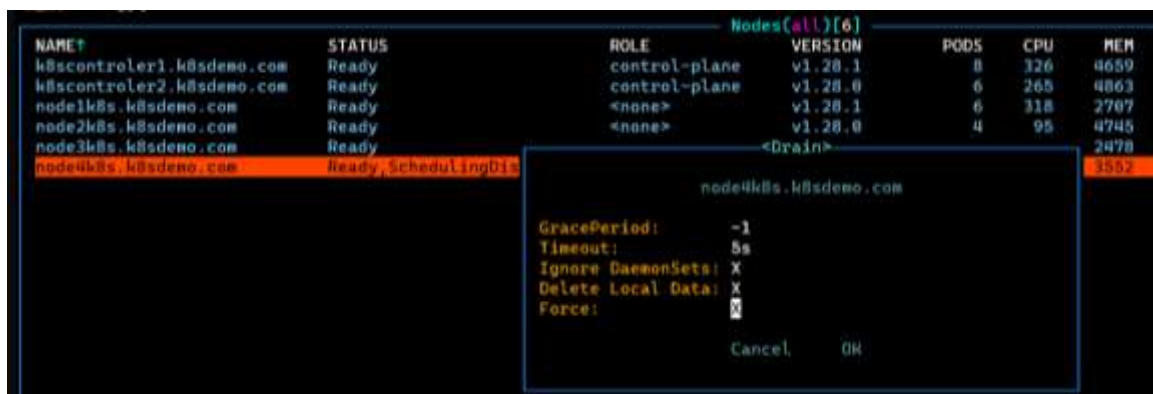 Nodes(all)[6]
NAME↑ STATUS ROLE VERSION PODS CPU MEM
k8scontroler1.k8sdemo.com Ready control-plane v1.28.1 8 326 4659
k8scontroler2.k8sdemo.com Ready control-plane v1.28.0 6 265 4863
node1k8s.k8sdemo.com Ready <none> v1.28.1 6 318 2707
node2k8s.k8sdemo.com Ready <none> v1.28.0 4 95 4745
node3k8s.k8sdemo.com Ready 2478
node4k8s.k8sdemo.com Ready,SchedulingDis 3552
<Drain>
node4k8s.k8sdemo.com
GracePeriod: -1
Timeout: 5s
Ignore DaemonSets: X
Delete Local Data: X
Force: X
Cancel OK